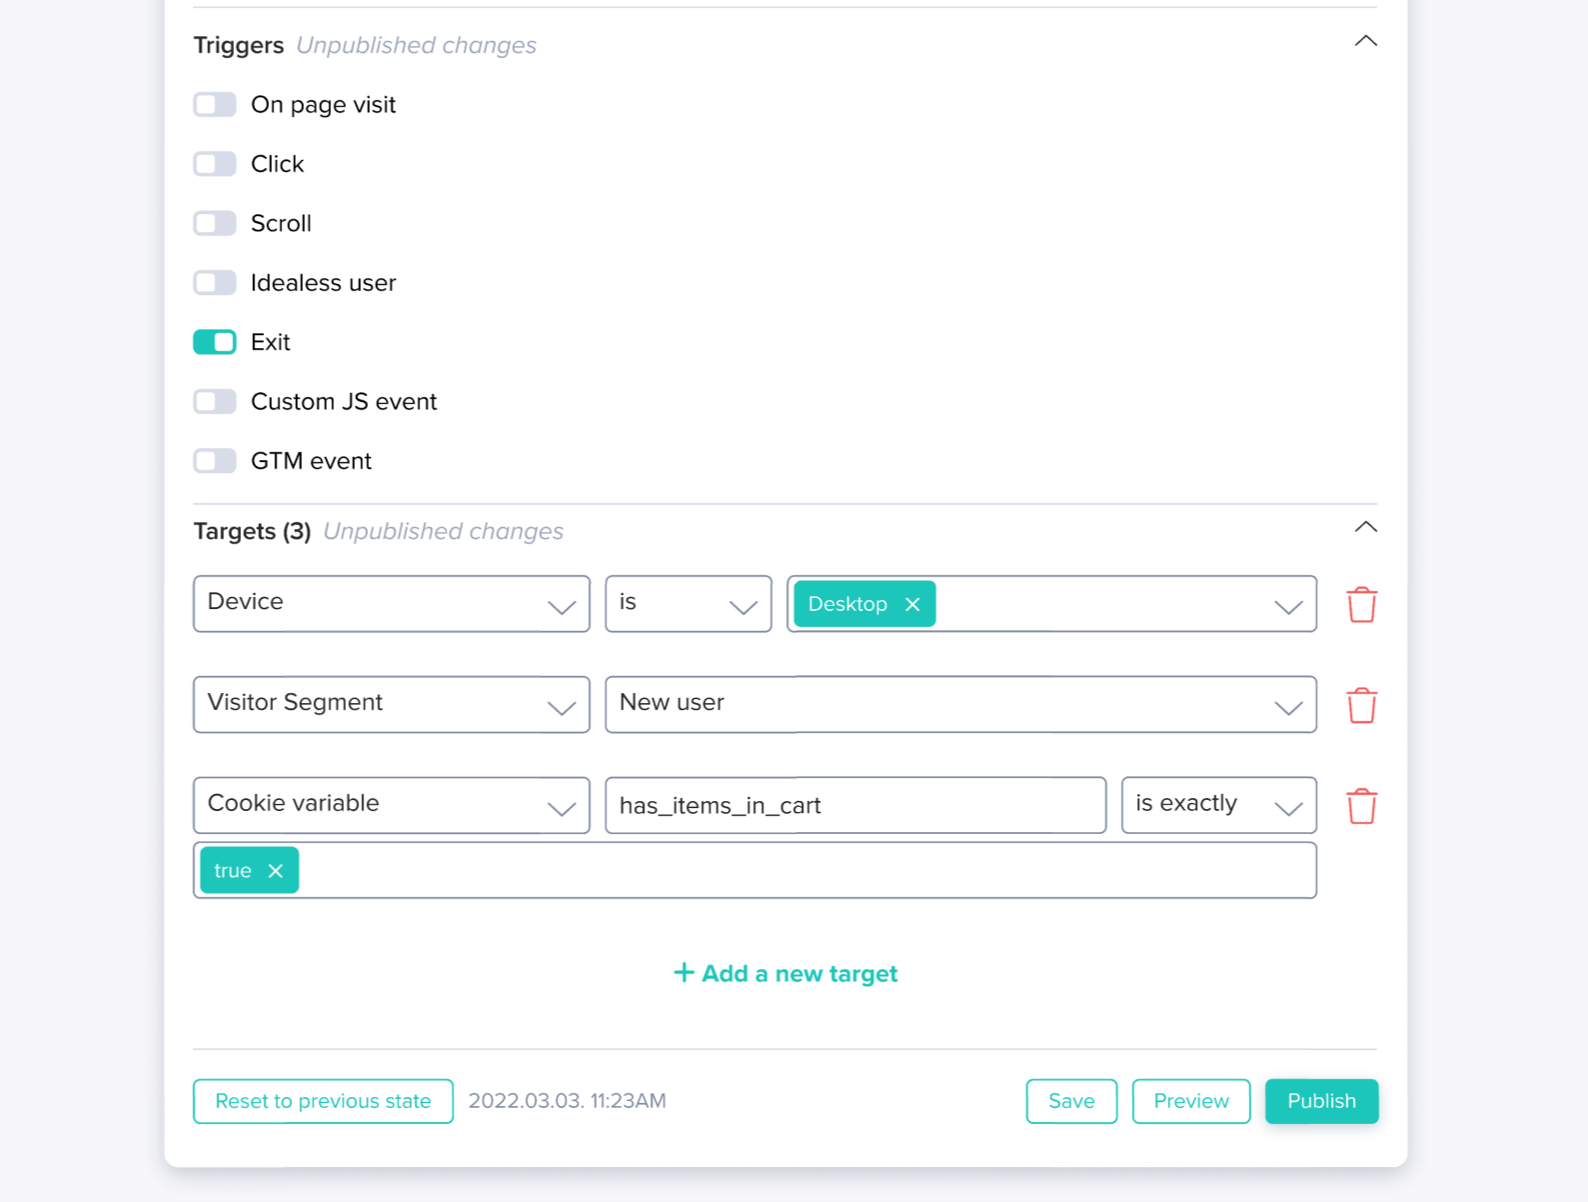 Triggers Unpublished changes
On page visit
Click
Scroll
Idealess user
Exit
Custom JS event
GTM event
Targets (3) Unpublished changes
Device is Desktop ×
Visitor Segment New user
Cookie variable has_items_in_cart is exactly
true ×
+ Add a new target
Reset to previous state 2022.03.03. 11:23AM Save Preview Publish